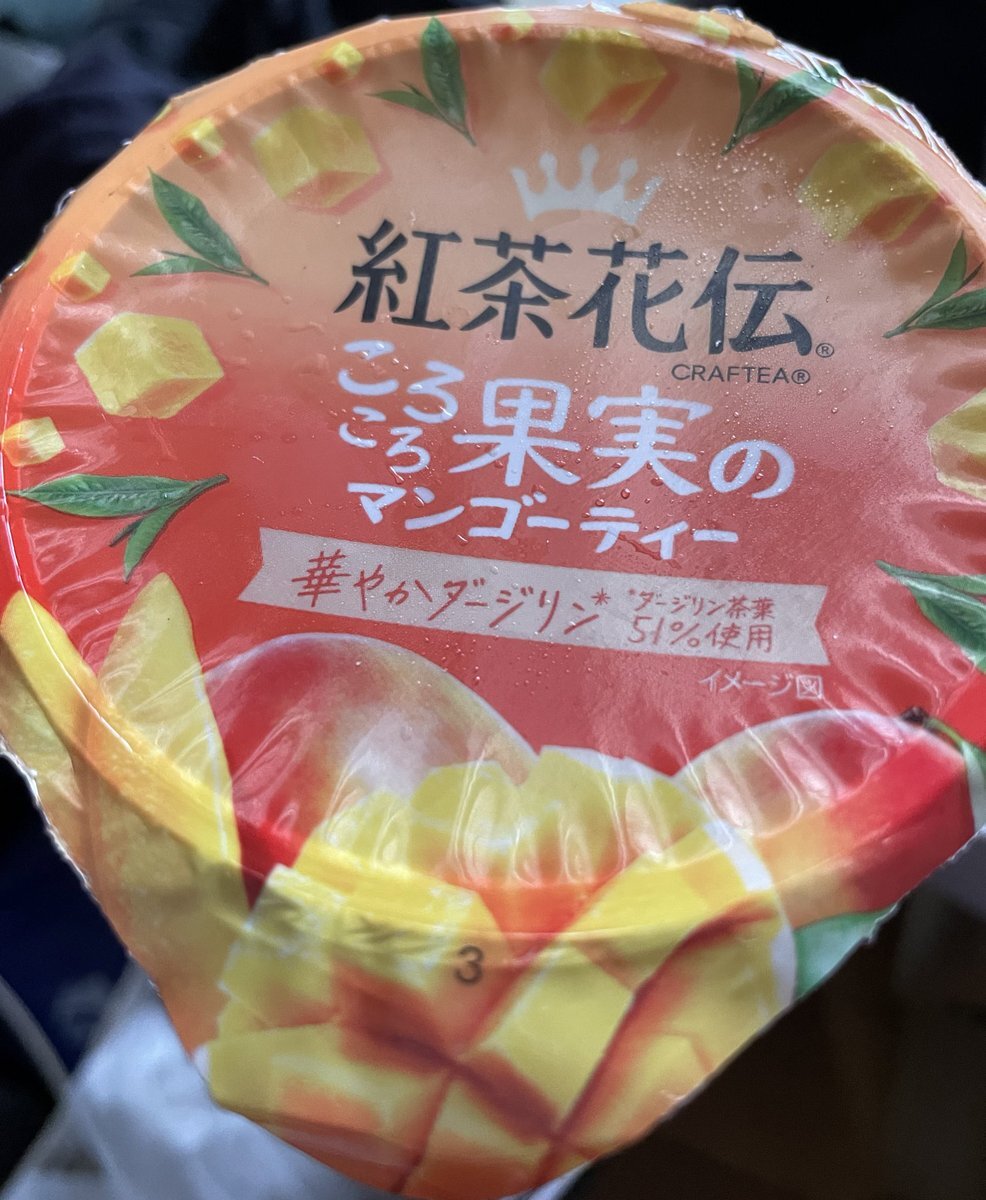 紅茶花伝®
CRAFTEA®
ころころ果実の
マンゴーティー
華やかダージリン*
*ダージリン茶葉
51%使用
イメージ図
3